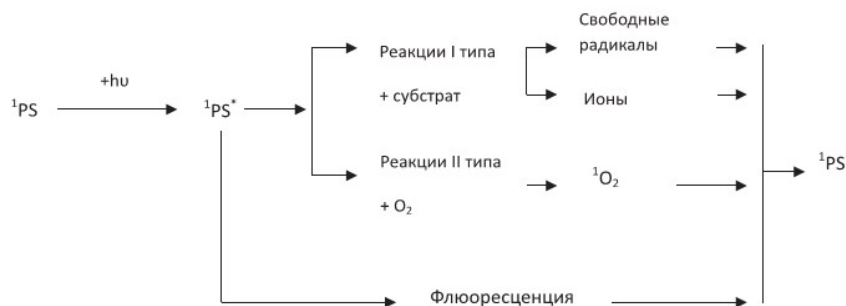 Свободные
радикалы
Реакции I типа
+ субстрат
Ионы
+hυ
¹PS
¹PS*
Реакции II типа
+ O₂
¹O₂
¹PS
Флюоресценция